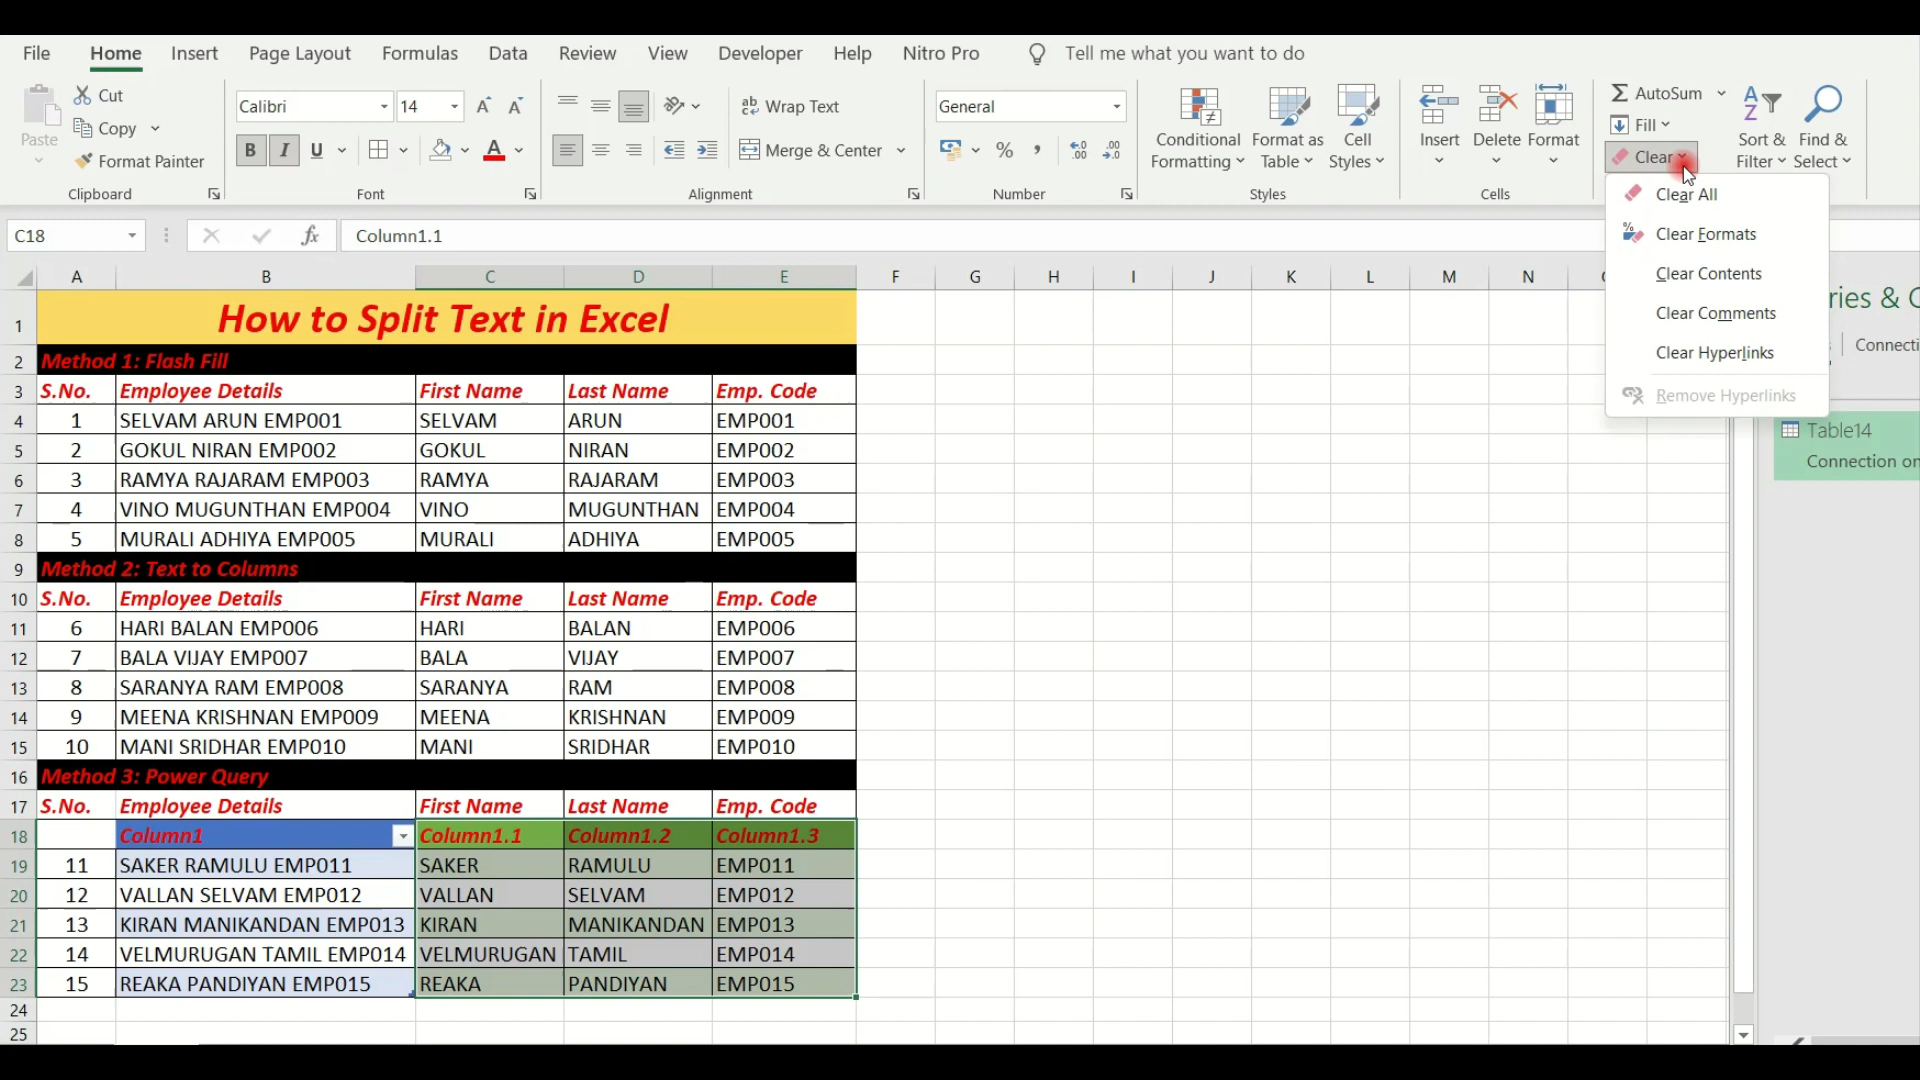 File Home Insert Page Layout Formulas Data Review View Developer Help Nitro Pro Tell me what you want to do
Paste Cut Copy Format Painter Clipboard
Calibri 14 B I U Font
ab Wrap Text Merge & Center Alignment
General % , Number
Conditional Formatting Format as Table Cell Styles Styles
Insert Delete Format Cells
Σ AutoSum Fill Clear Sort & Filter Find & Select
Clear All
Clear Formats
Clear Contents
Clear Comments
Clear Hyperlinks
Remove Hyperlinks
C18 fx Column1.1
A B C D E F G H I J K L M N
ries & C
Connecti
Table14
Connection on
1 How to Split Text in Excel
2 Method 1: Flash Fill
3 S.No. Employee Details First Name Last Name Emp. Code
4 1 SELVAM ARUN EMP001 SELVAM ARUN EMP001
5 2 GOKUL NIRAN EMP002 GOKUL NIRAN EMP002
6 3 RAMYA RAJARAM EMP003 RAMYA RAJARAM EMP003
7 4 VINO MUGUNTHAN EMP004 VINO MUGUNTHAN EMP004
8 5 MURALI ADHIYA EMP005 MURALI ADHIYA EMP005
9 Method 2: Text to Columns
10 S.No. Employee Details First Name Last Name Emp. Code
11 6 HARI BALAN EMP006 HARI BALAN EMP006
12 7 BALA VIJAY EMP007 BALA VIJAY EMP007
13 8 SARANYA RAM EMP008 SARANYA RAM EMP008
14 9 MEENA KRISHNAN EMP009 MEENA KRISHNAN EMP009
15 10 MANI SRIDHAR EMP010 MANI SRIDHAR EMP010
16 Method 3: Power Query
17 S.No. Employee Details First Name Last Name Emp. Code
18 Column1 Column1.1 Column1.2 Column1.3
19 11 SAKER RAMULU EMP011 SAKER RAMULU EMP011
20 12 VALLAN SELVAM EMP012 VALLAN SELVAM EMP012
21 13 KIRAN MANIKANDAN EMP013 KIRAN MANIKANDAN EMP013
22 14 VELMURUGAN TAMIL EMP014 VELMURUGAN TAMIL EMP014
23 15 REAKA PANDIYAN EMP015 REAKA PANDIYAN EMP015
24
25